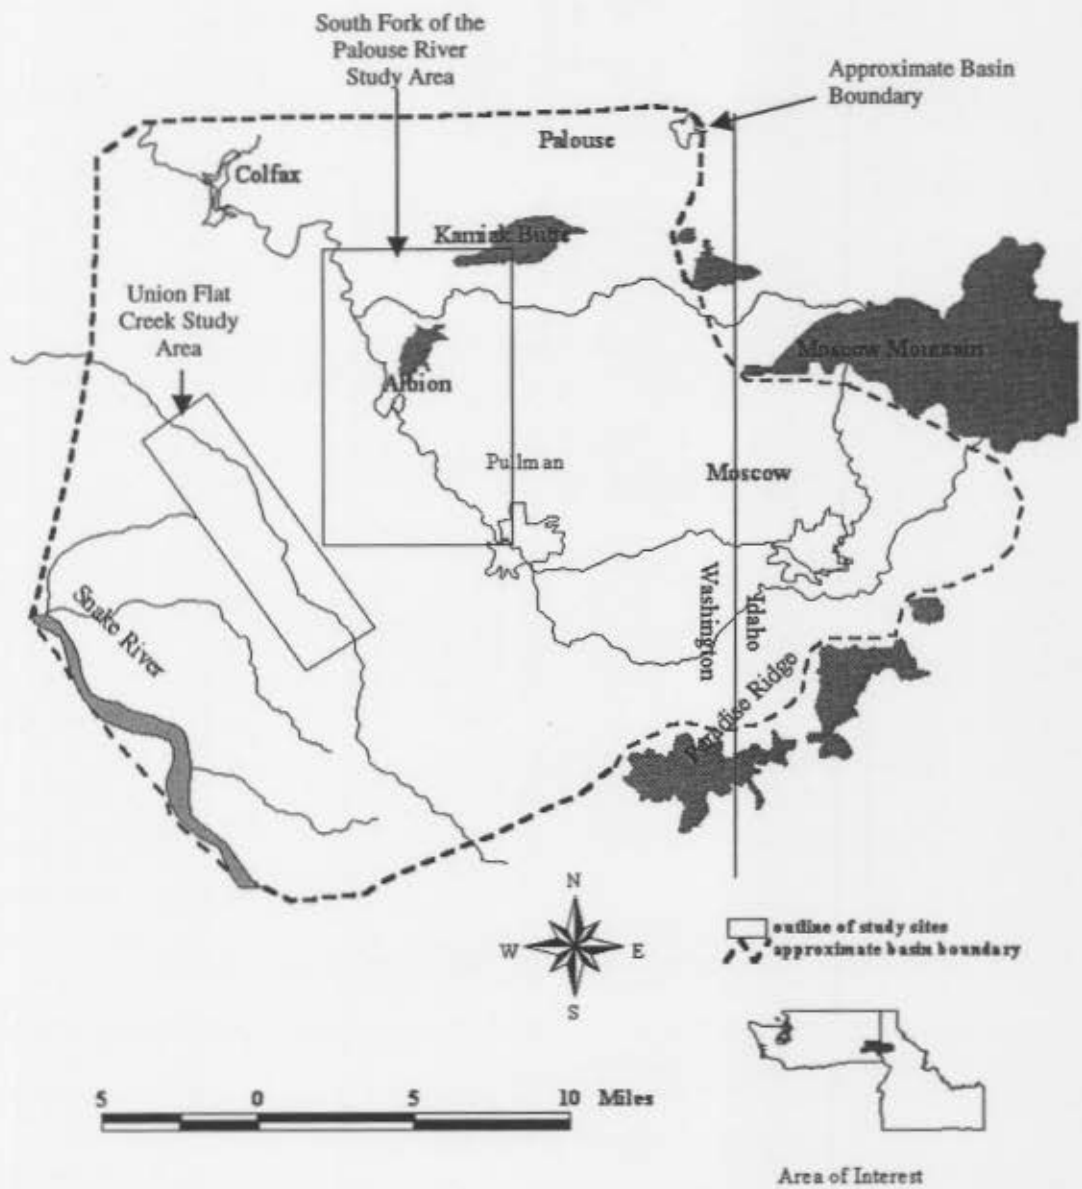 South Fork of the
Palouse River
Study Area
Approximate Basin
Boundary
Palouse
Colfax
Kamiak Butte
Union Flat
Creek Study
Area
Moscow Mountain
Albion
Pullman
Moscow
Washington
Idaho
Snake River
Paradise Ridge
N
W
E
S
outline of study sites
approximate basin boundary
5 0 5 10 Miles
Area of Interest